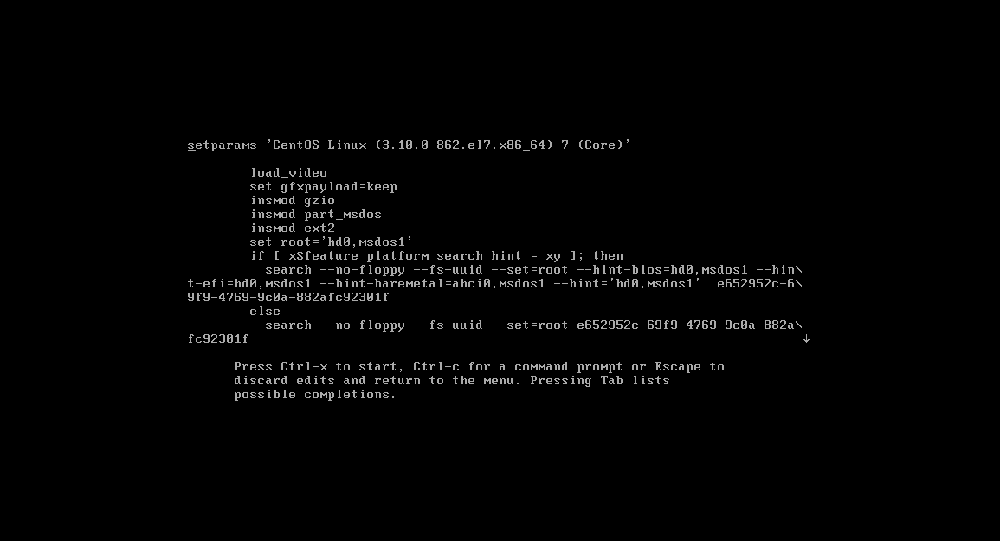 setparams 'CentOS Linux (3.10.0-862.el7.x86_64) 7 (Core)'
load_video
set gfxpayload=keep
insmod gzio
insmod part_msdos
insmod ext2
set root='hd0,msdos1'
if [ x$feature_platform_search_hint = xy ]; then
search --no-floppy --fs-uuid --set=root --hint-bios=hd0,msdos1 --hin\
t-efi=hd0,msdos1 --hint-baremetal=ahci0,msdos1 --hint='hd0,msdos1'  e652952c-6\
9f9-4769-9c0a-882afc92301f
else
search --no-floppy --fs-uuid --set=root e652952c-69f9-4769-9c0a-882a\
fc92301f ↓
Press Ctrl-x to start, Ctrl-c for a command prompt or Escape to
discard edits and return to the menu. Pressing Tab lists
possible completions.